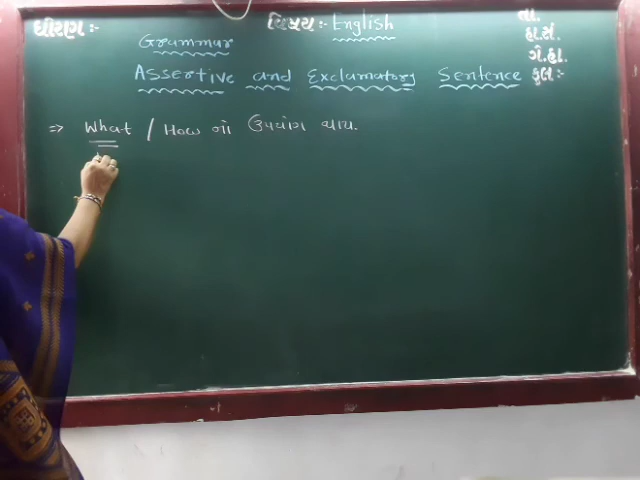 ધોરણ :-
વિષય :- English
તા.
હા.સં.
ગે.હા.
કુલ :-
Grammar
Assertive and Exclamatory Sentence
⇒ What / How નો ઉપયોગ થાય.